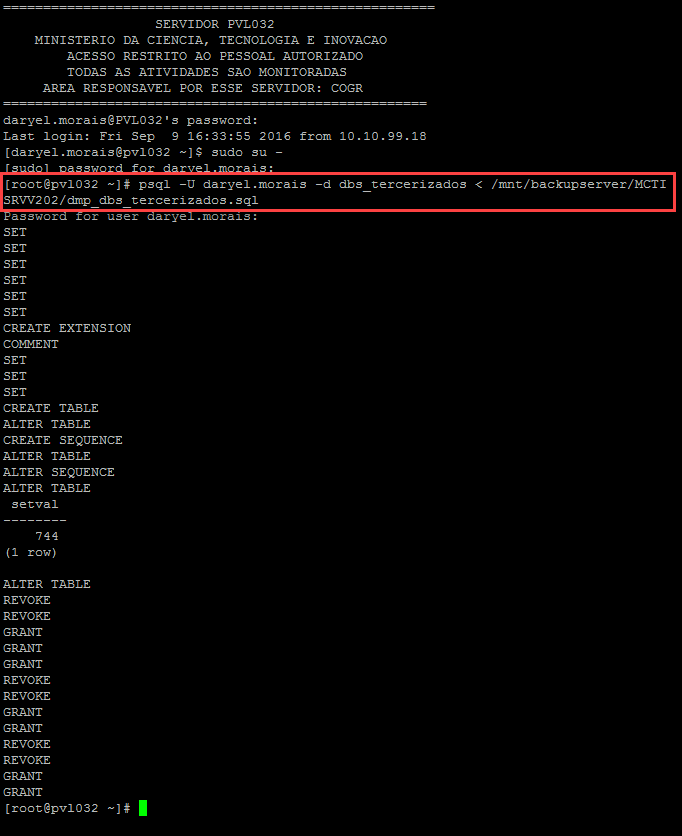 ======================================================
SERVIDOR PVL032
MINISTERIO DA CIENCIA, TECNOLOGIA E INOVACAO
ACESSO RESTRITO AO PESSOAL AUTORIZADO
TODAS AS ATIVIDADES SAO MONITORADAS
AREA RESPONSAVEL POR ESSE SERVIDOR: COGR
=====================================================
daryel.morais@PVL032's password:
Last login: Fri Sep  9 16:33:55 2016 from 10.10.99.18
[daryel.morais@pvl032 ~]$ sudo su -
[sudo] password for daryel.morais:
[root@pvl032 ~]# psql -U daryel.morais -d dbs_tercerizados < /mnt/backupserver/MCTI
SRVV202/dmp_dbs_tercerizados.sql
Password for user daryel.morais:
SET
SET
SET
SET
SET
SET
CREATE EXTENSION
COMMENT
SET
SET
SET
CREATE TABLE
ALTER TABLE
CREATE SEQUENCE
ALTER TABLE
ALTER SEQUENCE
ALTER TABLE
setval
--------
744
(1 row)
ALTER TABLE
REVOKE
REVOKE
GRANT
GRANT
GRANT
REVOKE
REVOKE
GRANT
GRANT
REVOKE
REVOKE
GRANT
GRANT
[root@pvl032 ~]#